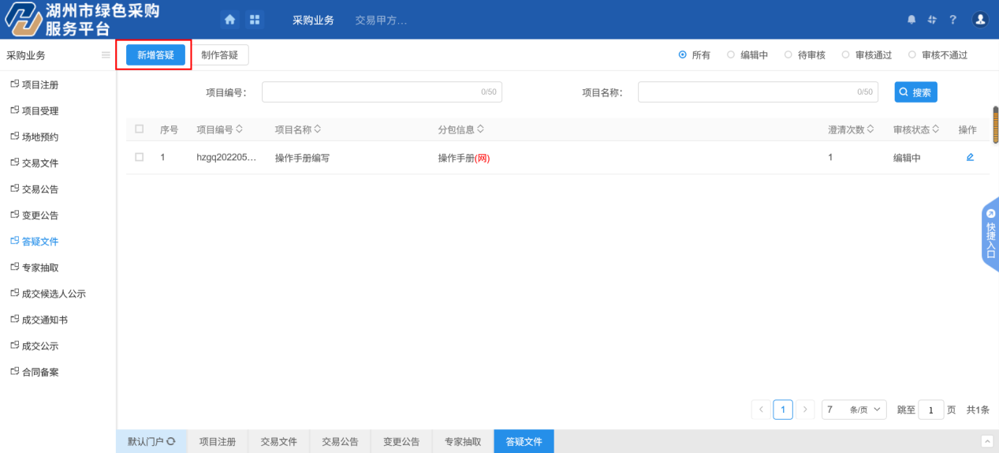 湖州市绿色采购
服务平台
采购业务
交易甲方...
?
采购业务
新增答疑
制作答疑
所有
编辑中
待审核
审核通过
审核不通过
项目注册
项目受理
场地预约
交易文件
交易公告
变更公告
答疑文件
专家抽取
成交候选人公示
成交通知书
成交公示
合同备案
项目编号：
0/50
项目名称：
0/50
搜索
序号
项目编号
项目名称
分包信息
澄清次数
审核状态
操作
1
hzgq202205...
操作手册编写
操作手册(网)
1
编辑中
快捷入口
1
7
条/页
跳至
1
页
共1条
默认门户
项目注册
交易文件
交易公告
变更公告
专家抽取
答疑文件